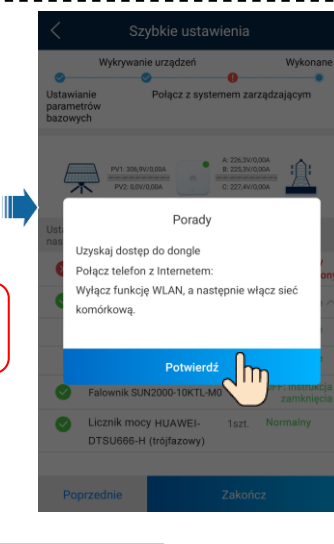 Szybkie ustawienia
Wykrywanie urządzeń
Wykonane
Ustawianie
parametrów
bazowych
Połącz z systemem zarządzającym
PV1: 306,9V/0,00A
PV2: 0,0V/0,00A
A: 226,3V/0,00A
B: 225,3V/0,00A
C: 227,4V/0,00A
Porady
Uzyskaj dostęp do dongle
Połącz telefon z Internetem:
Wyłącz funkcję WLAN, a następnie włącz sieć
komórkową.
Potwierdź
Falownik SUN2000-10KTL-M0
instrukcja
zamknięcia
Licznik mocy HUAWEI-
DTSU666-H (trójfazowy)
1szt.
Normalny
Poprzednie
Zakończ